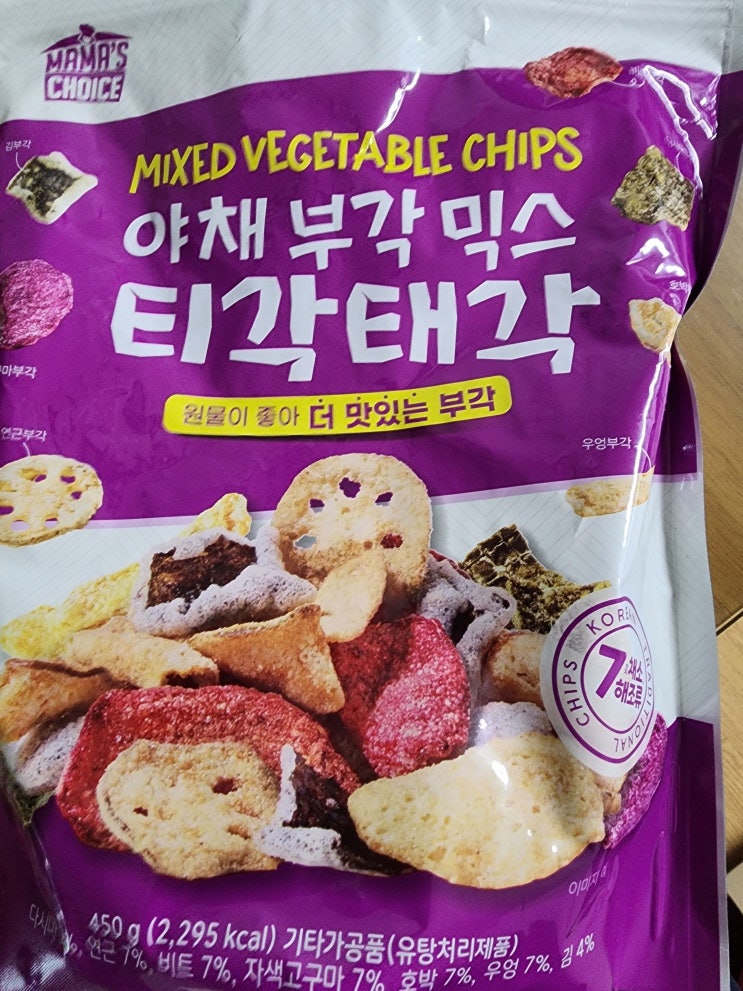 MAMA'S
CHOICE
김부각
MIXED VEGETABLE CHIPS
야채 부각 믹스
티각태각
원물이 좋아 더 맛있는 부각
마부각
연근부각
우엉부각
KOREAN TRADITIONAL CHIPS
7
채소
해조류
450 g (2,295 kcal) 기타가공품(유탕처리제품)
연근 7%, 비트 7%, 자색고구마 7%, 호박 7%, 우엉 7%, 김 4%